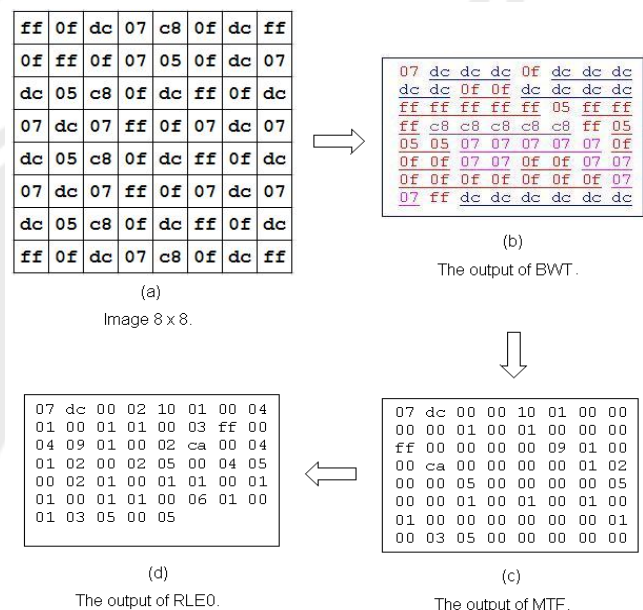 ff 0f dc 07 c8 0f dc ff
0f ff 0f 07 05 0f dc 07
dc 05 c8 0f dc ff 0f dc
07 dc 07 ff 0f 07 dc 07
dc 05 c8 0f dc ff 0f dc
07 dc 07 ff 0f 07 dc 07
dc 05 c8 0f dc ff 0f dc
ff 0f dc 07 c8 0f dc ff
(a)
Image 8 x 8.
07 dc dc dc 0f dc dc dc
dc dc 0f 0f dc dc dc dc
ff ff ff ff ff 05 ff ff
ff c8 c8 c8 c8 c8 ff 05
05 05 07 07 07 07 07 0f
0f 0f 07 07 0f 0f 07 07
0f 0f 0f 0f 0f 0f 0f 07
07 ff dc dc dc dc dc dc
(b)
The output of BWT.
07 dc 00 00 10 01 00 00
00 00 01 00 01 00 00 00
ff 00 00 00 00 09 01 00
00 ca 00 00 00 00 01 02
00 00 05 00 00 00 00 05
00 00 01 00 01 00 01 00
01 00 00 00 00 00 00 01
00 03 05 00 00 00 00 00
(c)
The output of MTF.
07 dc 00 02 10 01 00 04
01 00 01 01 00 03 ff 00
04 09 01 00 02 ca 00 04
01 02 00 02 05 00 04 05
00 02 01 00 01 01 00 01
01 00 01 01 00 06 01 00
01 03 05 00 05
(d)
The output of RLE0.